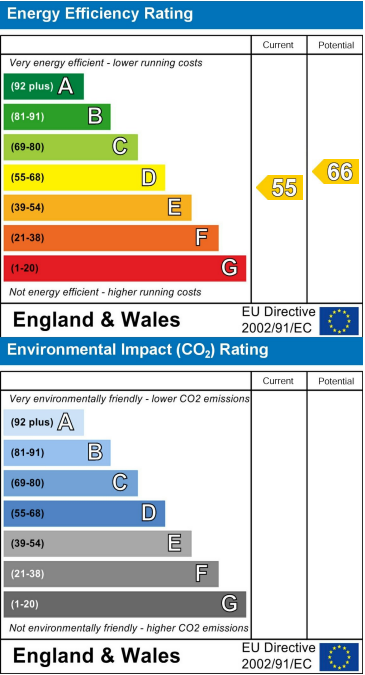 Energy Efficiency Rating
Current Potential
Very energy efficient - lower running costs
(92 plus) A
(81-91) B
(69-80) C
(55-68) D
(39-54) E
(21-38) F
(1-20) G
55
66
Not energy efficient - higher running costs
England & Wales
EU Directive
2002/91/EC
Environmental Impact (CO₂) Rating
Current Potential
Very environmentally friendly - lower CO2 emissions
(92 plus) A
(81-91) B
(69-80) C
(55-68) D
(39-54) E
(21-38) F
(1-20) G
Not environmentally friendly - higher CO2 emissions
England & Wales
EU Directive
2002/91/EC